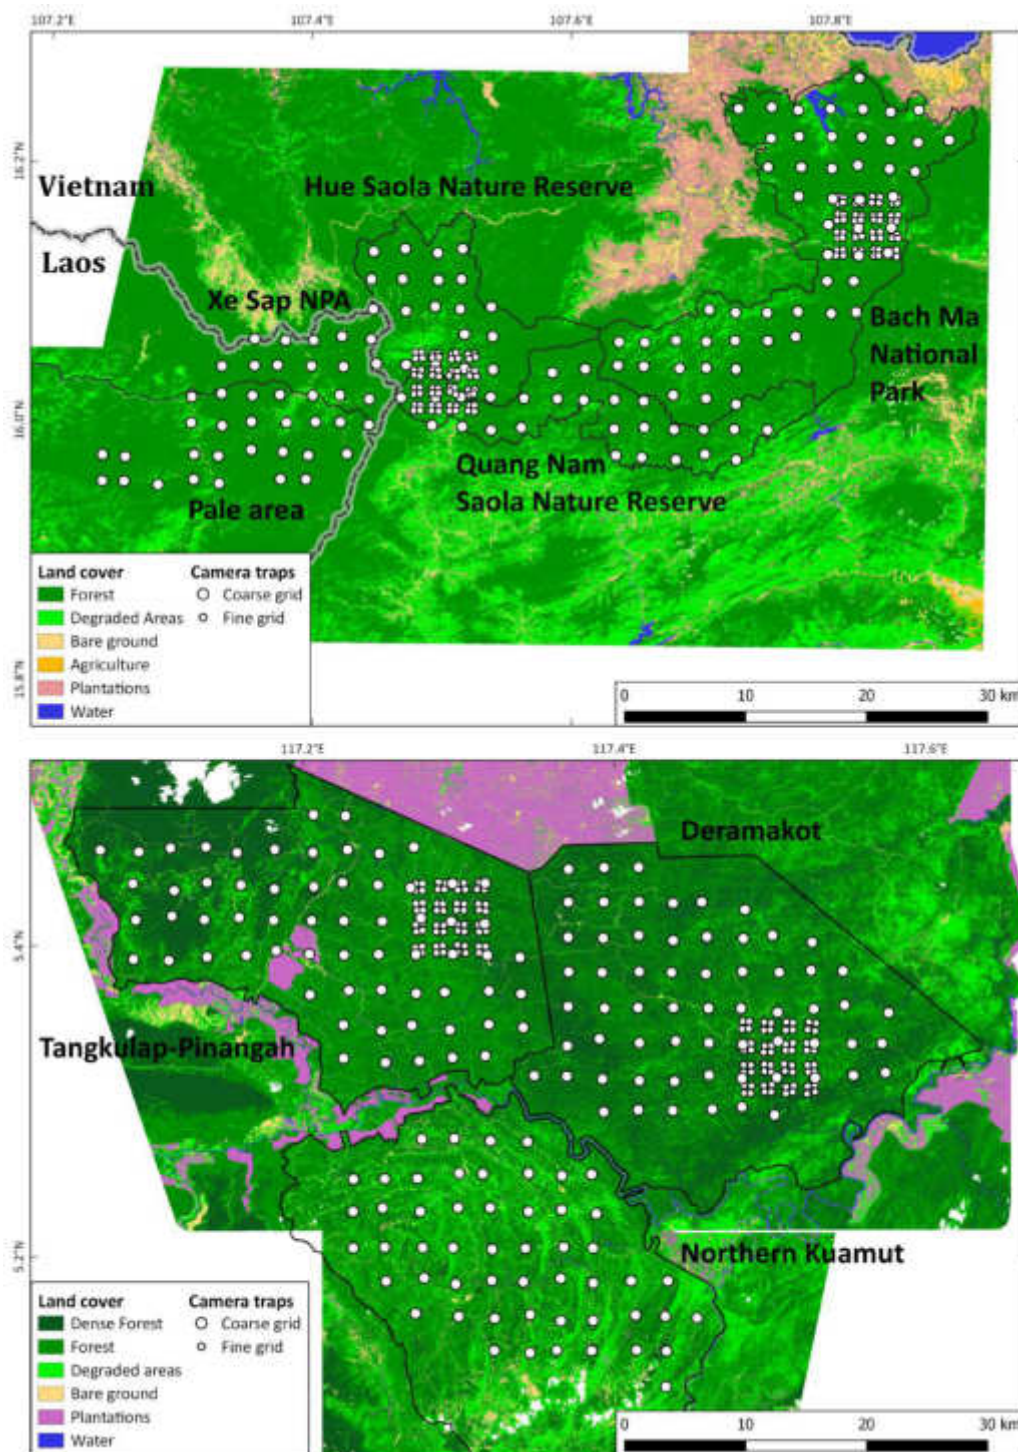 107.2°E 107.4°E 107.6°E 107.8°E
16.2°N
Vietnam
Hue Saola Nature Reserve
Laos
Xe Sap NPA
Bach Ma
National
Park
16.0°N
Quang Nam
Saola Nature Reserve
Pale area
Land cover Camera traps
Forest Coarse grid
Degraded Areas Fine grid
Bare ground
Agriculture
Plantations
Water
15.8°N
0 10 20 30 km
117.2°E 117.4°E 117.6°E
Deramakot
5.4°N
Tangkulap-Pinangah
5.2°N
Northern Kuamut
Land cover Camera traps
Dense Forest Coarse grid
Forest Fine grid
Degraded areas
Bare ground
Plantations
Water
0 10 20 30 km